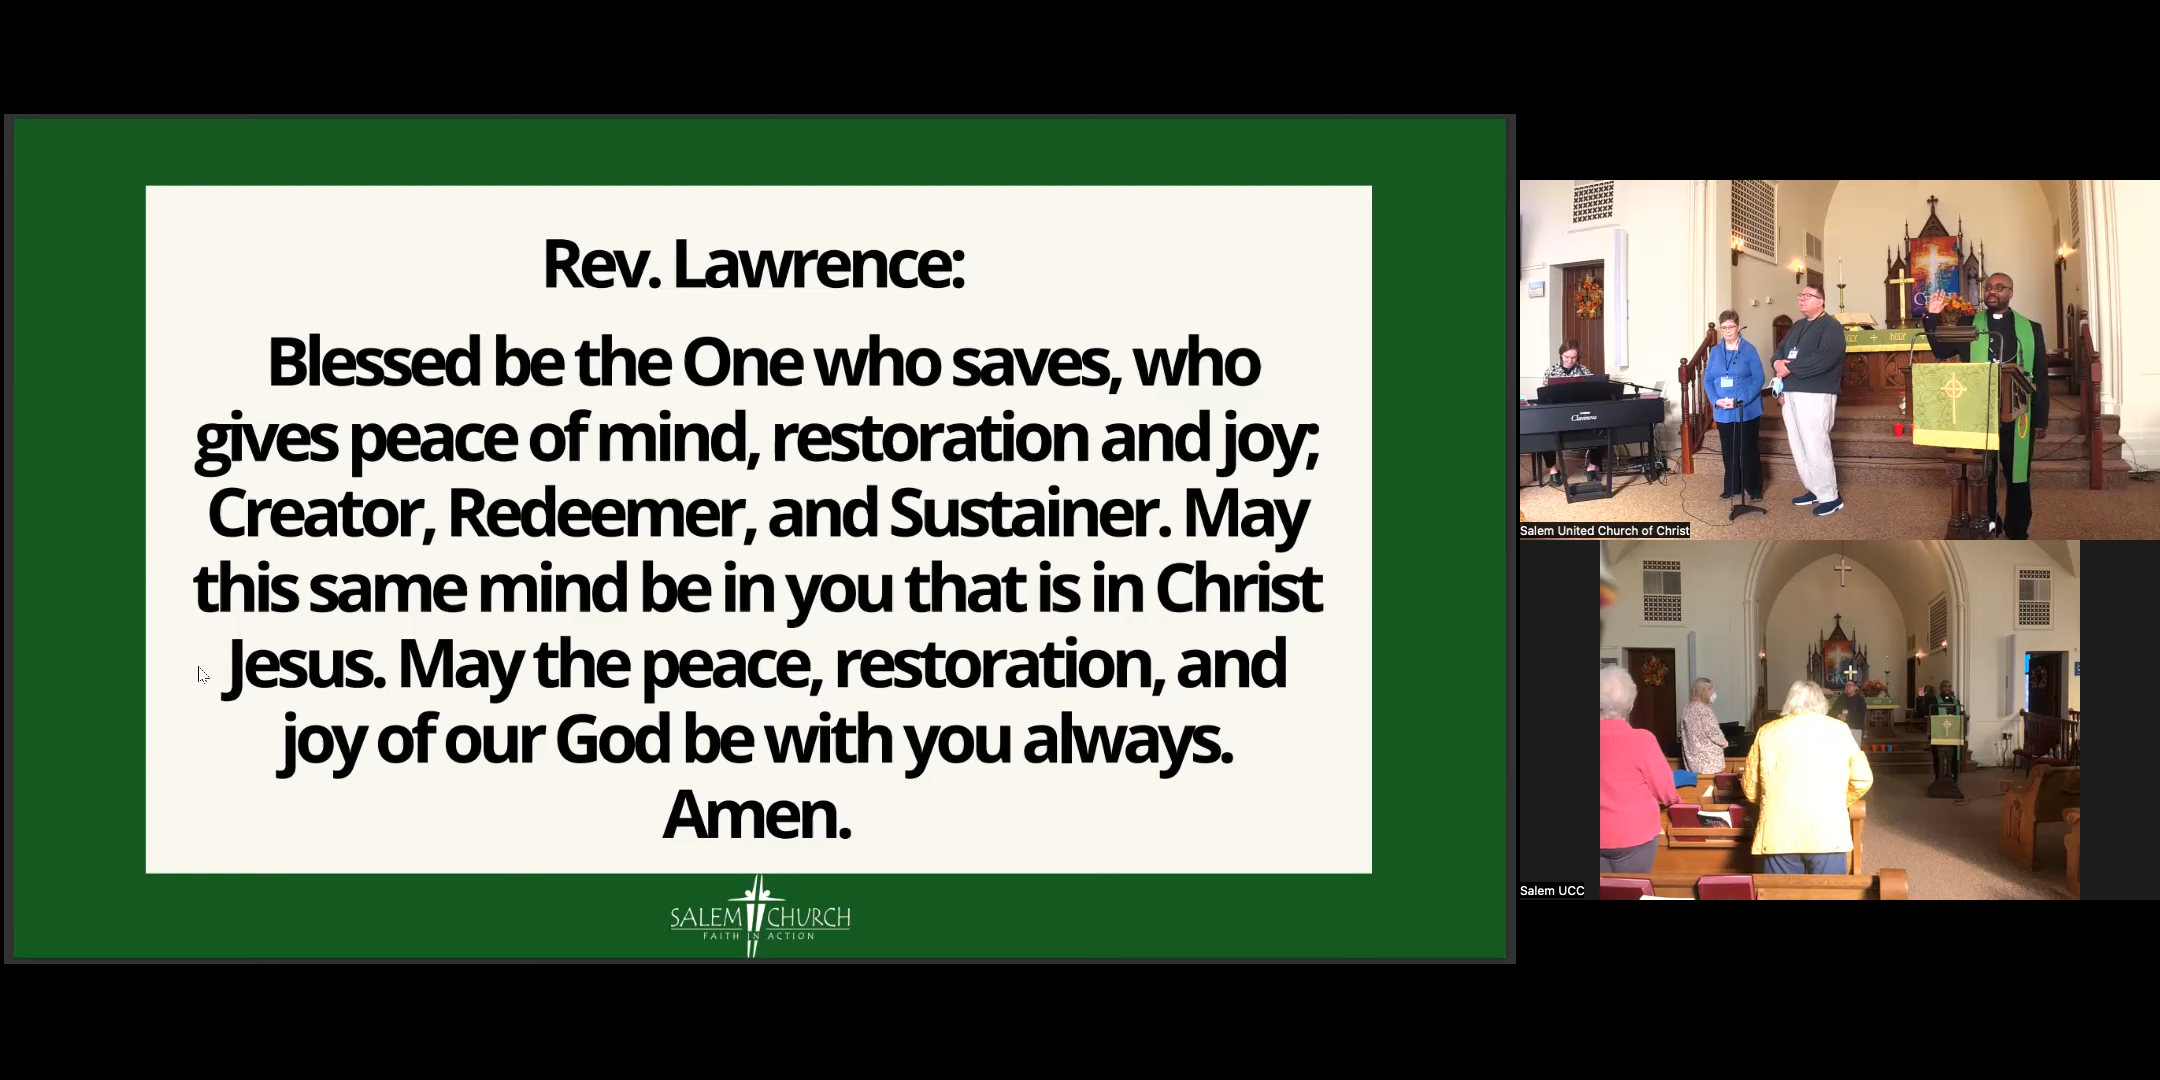 Rev. Lawrence:
Blessed be the One who saves, who
gives peace of mind, restoration and joy;
Creator, Redeemer, and Sustainer. May
this same mind be in you that is in Christ
Jesus. May the peace, restoration, and
joy of our God be with you always.
Amen.
SALEM CHURCH
FAITH IN ACTION
Clavinova
Salem United Church of Christ
Salem UCC